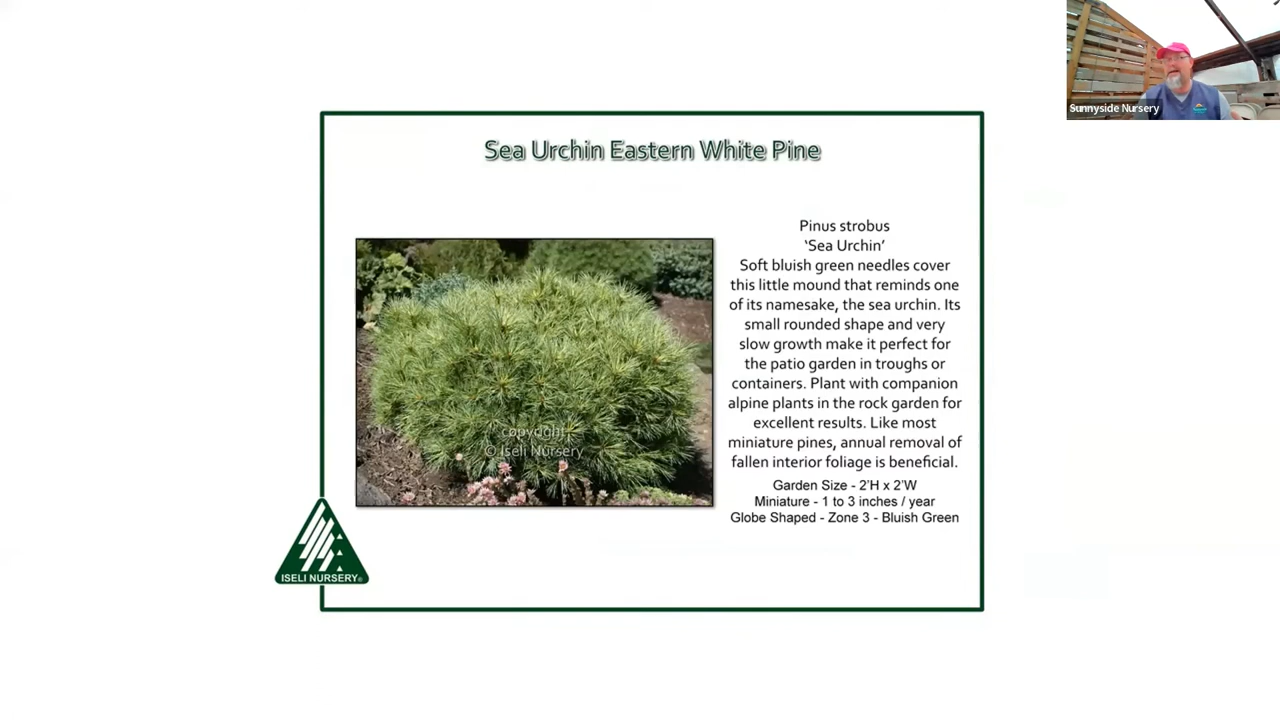 Sunnyside Nursery
Sea Urchin Eastern White Pine
Pinus strobus
‘Sea Urchin’
Soft bluish green needles cover
this little mound that reminds one
of its namesake, the sea urchin. Its
small rounded shape and very
slow growth make it perfect for
the patio garden in troughs or
containers. Plant with companion
alpine plants in the rock garden for
excellent results. Like most
miniature pines, annual removal of
fallen interior foliage is beneficial.
Garden Size - 2'H x 2'W
Miniature - 1 to 3 inches / year
Globe Shaped - Zone 3 - Bluish Green
copyright
© Iseli Nursery
ISELI NURSERY®